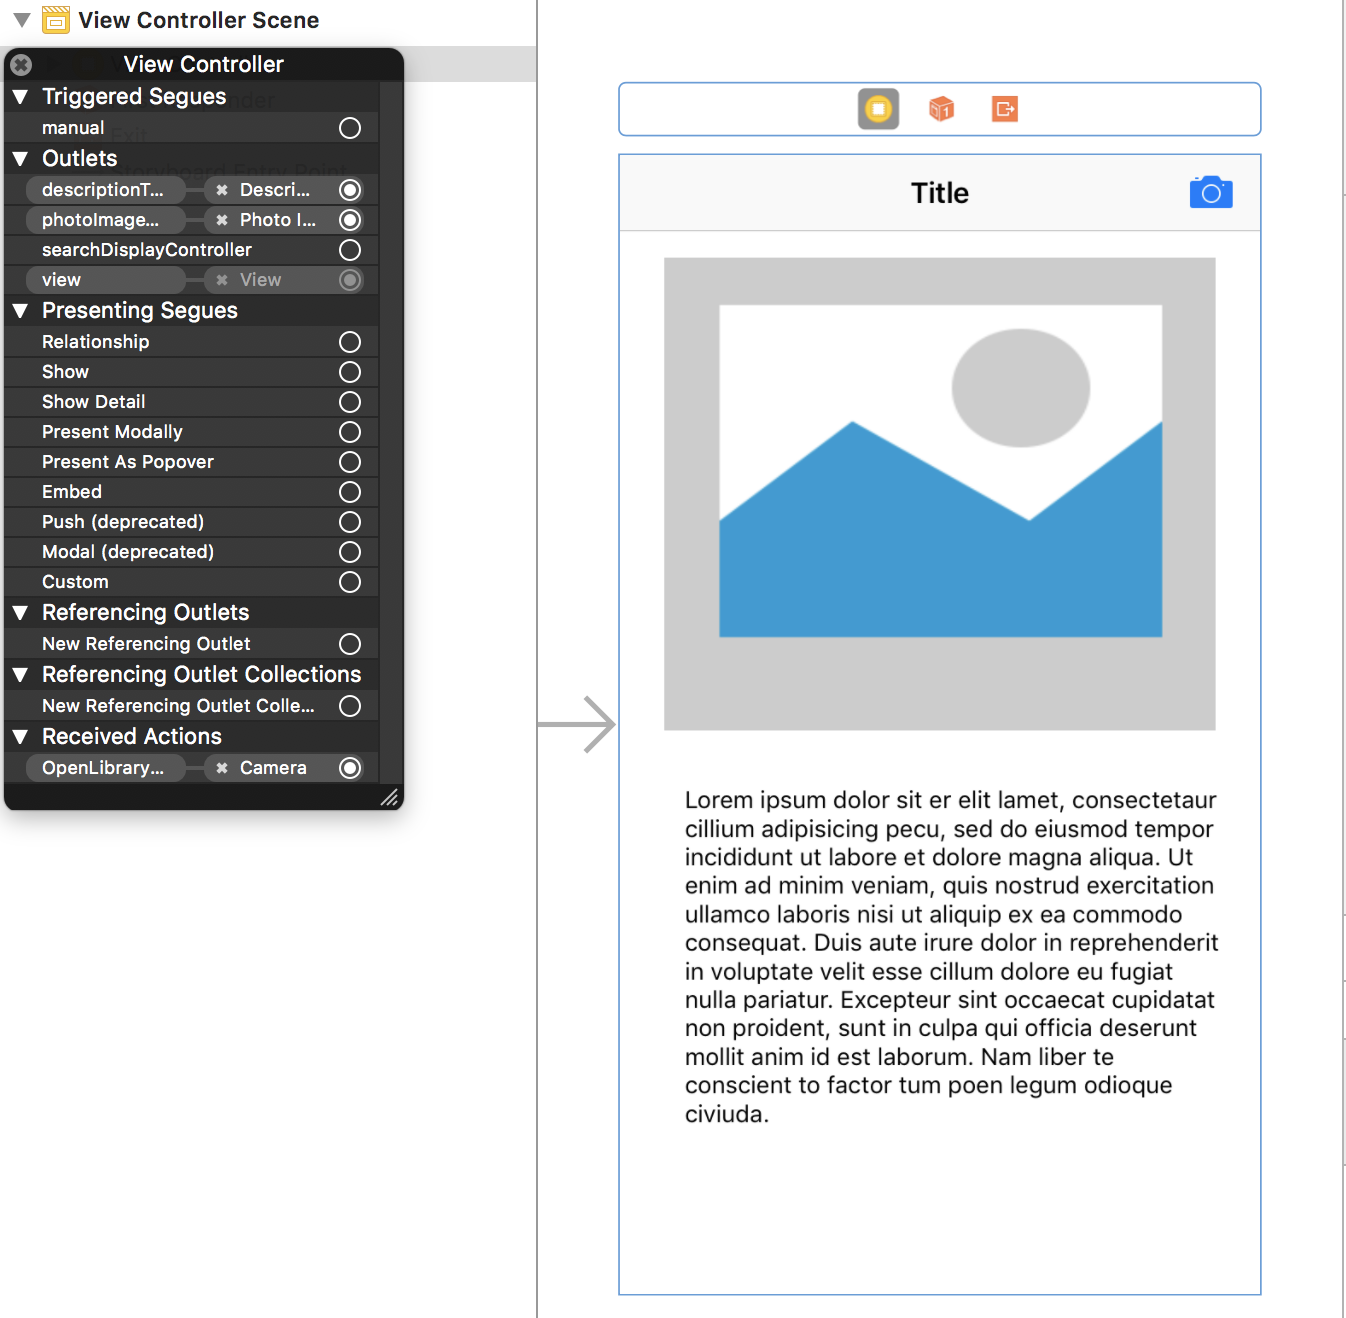 View Controller Scene
View Controller
Triggered Segues
manual
Exit
Outlets
Storyboard Entry Point
descriptionT... Descri...
photoImage... Photo I...
searchDisplayController
view View
Presenting Segues
Relationship
Show
Show Detail
Present Modally
Present As Popover
Embed
Push (deprecated)
Modal (deprecated)
Custom
Referencing Outlets
New Referencing Outlet
Referencing Outlet Collections
New Referencing Outlet Colle...
Received Actions
OpenLibrary... Camera
1
Title
Lorem ipsum dolor sit er elit lamet, consectetaur
cillium adipisicing pecu, sed do eiusmod tempor
incididunt ut labore et dolore magna aliqua. Ut
enim ad minim veniam, quis nostrud exercitation
ullamco laboris nisi ut aliquip ex ea commodo
consequat. Duis aute irure dolor in reprehenderit
in voluptate velit esse cillum dolore eu fugiat
nulla pariatur. Excepteur sint occaecat cupidatat
non proident, sunt in culpa qui officia deserunt
mollit anim id est laborum. Nam liber te
conscient to factor tum poen legum odioque
civiuda.